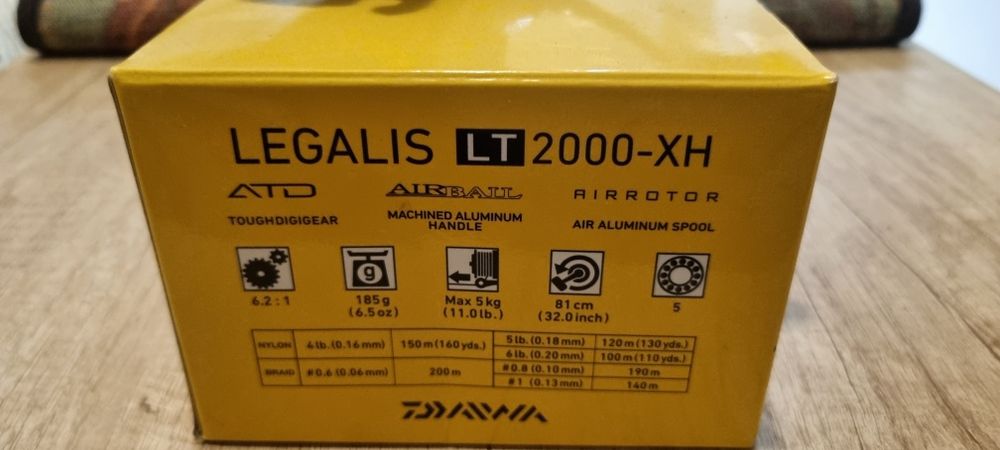 LEGALIS LT 2000-XH
ATD AIRBAIL AIRROTOR
TOUGHDIGIGEAR MACHINED ALUMINUM HANDLE AIR ALUMINUM SPOOL
g
6.2 : 1 185g (6.5oz) Max 5kg (11.0lb.) 81cm (32.0inch) 5
NYLON 4lb. (0.16mm) 150m(160yds.) 5lb. (0.18mm) 120m(130yds.)
6lb. (0.20mm) 100m(110yds.)
BRAID #0.6 (0.06mm) 200m #0.8 (0.10mm) 190m
#1 (0.13mm) 140m
DAIWA